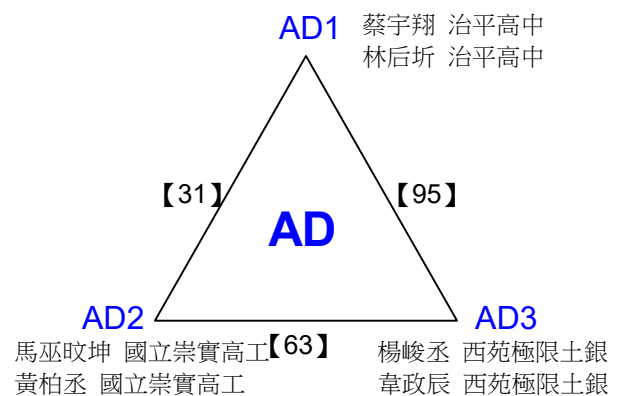 AD1
蔡宇翔 治平高中
林后圻 治平高中
【31】
【95】
AD
AD2
AD3
馬巫旼坤 國立崇實高工
【63】
楊峻丞 西苑極限土銀
黃柏丞 國立崇實高工
韋政辰 西苑極限土銀